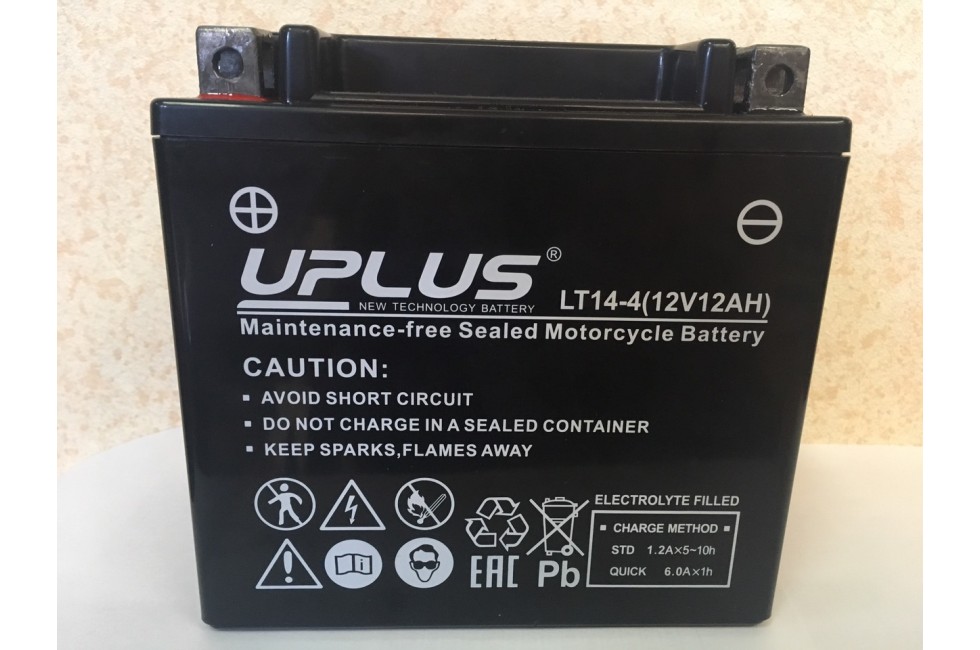 UPLUS®
NEW TECHNOLOGY BATTERY
LT14-4(12V12AH)
Maintenance-free Sealed Motorcycle Battery
CAUTION:
▪ AVOID SHORT CIRCUIT
▪ DO NOT CHARGE IN A SEALED CONTAINER
▪ KEEP SPARKS,FLAMES AWAY
EAC Pb
ELECTROLYTE FILLED
▪ CHARGE METHOD ▪
STD 1.2A×5~10h
QUICK 6.0A×1h